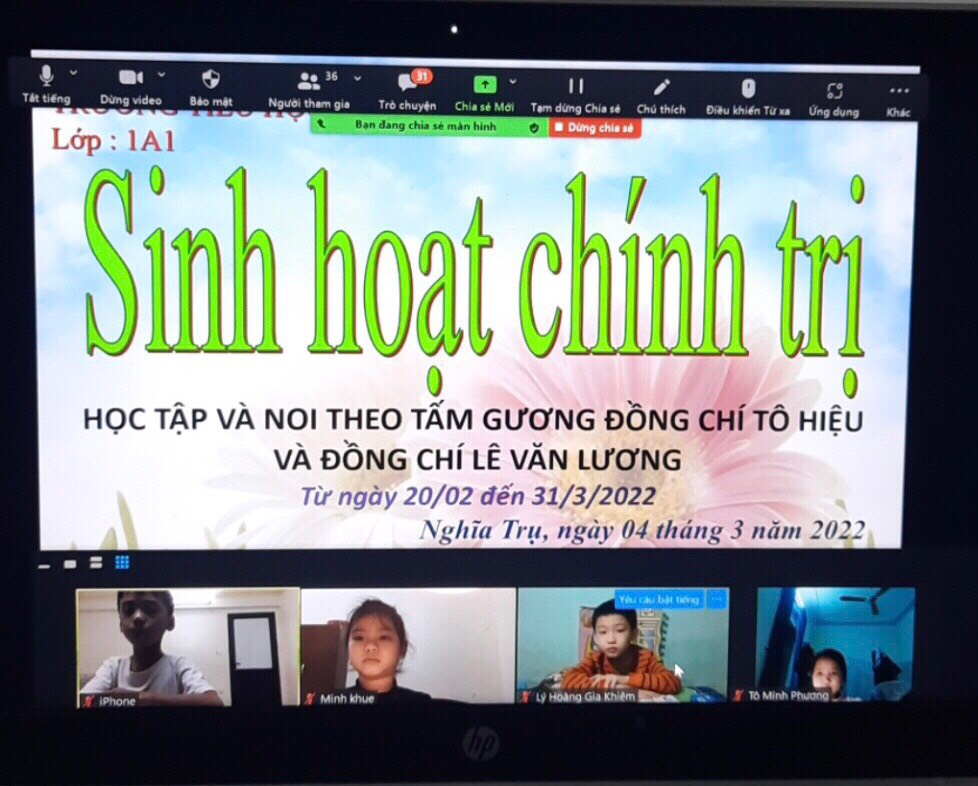 36
31
Tắt tiếng
Dừng video
Bảo mật
Người tham gia
Trò chuyện
Chia sẻ Mới
Tạm dừng Chia sẻ
Chú thích
Điều khiển Từ xa
Ứng dụng
Khác
Bạn đang chia sẻ màn hình
Dừng chia sẻ
Lớp : 1A1
Sinh hoạt chính trị
HỌC TẬP VÀ NOI THEO TẤM GƯƠNG ĐỒNG CHÍ TÔ HIỆU
VÀ ĐỒNG CHÍ LÊ VĂN LƯƠNG
Từ ngày 20/02 đến 31/3/2022
Nghĩa Trụ, ngày 04 tháng 3 năm 2022
Yêu cầu bật tiếng
iPhone
Minh khue
Lý Hoàng Gia Khiêm
Tô Minh Phương
hp